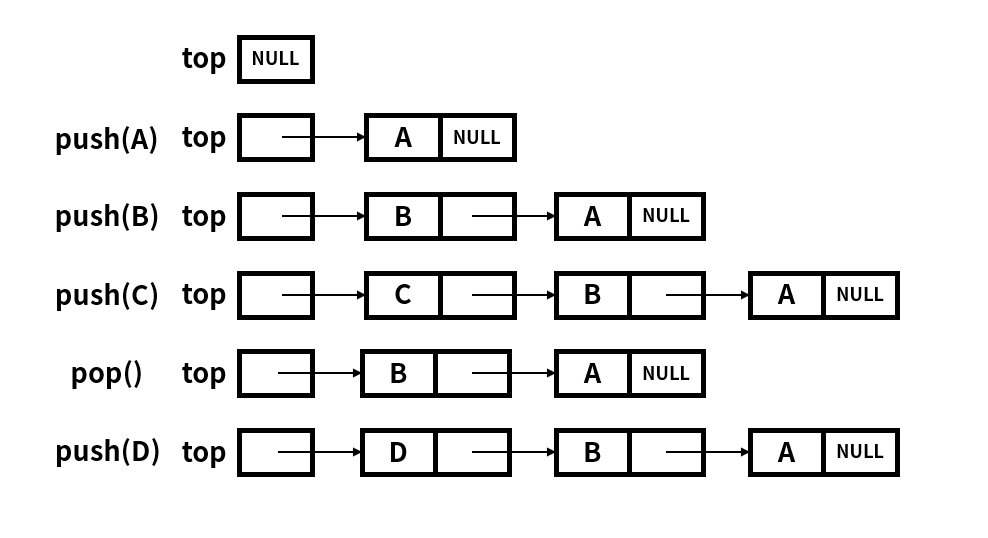 top NULL
push(A) top A NULL
push(B) top B A NULL
push(C) top C B A NULL
pop() top B A NULL
push(D) top D B A NULL